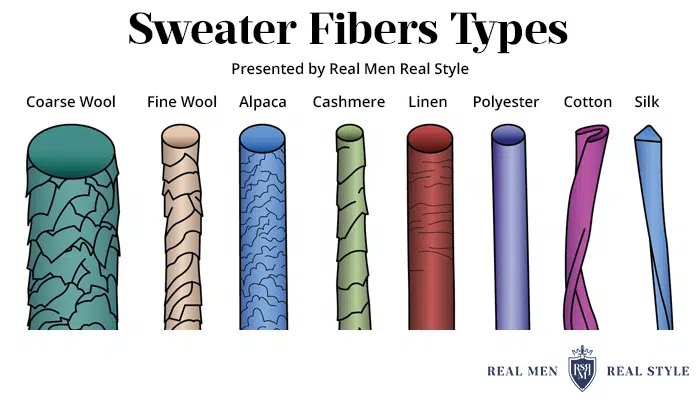 Sweater Fibers Types
Presented by Real Men Real Style
Coarse Wool Fine Wool Alpaca Cashmere Linen Polyester Cotton Silk
REAL MEN RMRS REAL STYLE